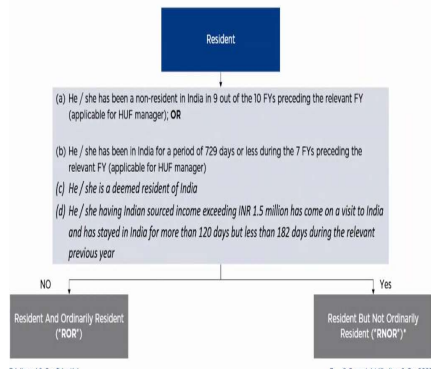 Resident
(a) He / she has been a non-resident in India in 9 out of the 10 FYs preceding the relevant FY
(applicable for HUF manager); OR
(b) He / she has been in India for a period of 729 days or less during the 7 FYs preceding the
relevant FY (applicable for HUF manager)
(c) He / she is a deemed resident of India
(d) He / she having Indian sourced income exceeding INR 1.5 million has come on a visit to India
and has stayed in India for more than 120 days but less than 182 days during the relevant
previous year
NO
Yes
Resident And Ordinarily Resident
("ROR")
Resident But Not Ordinarily
Resident ("RNOR")*